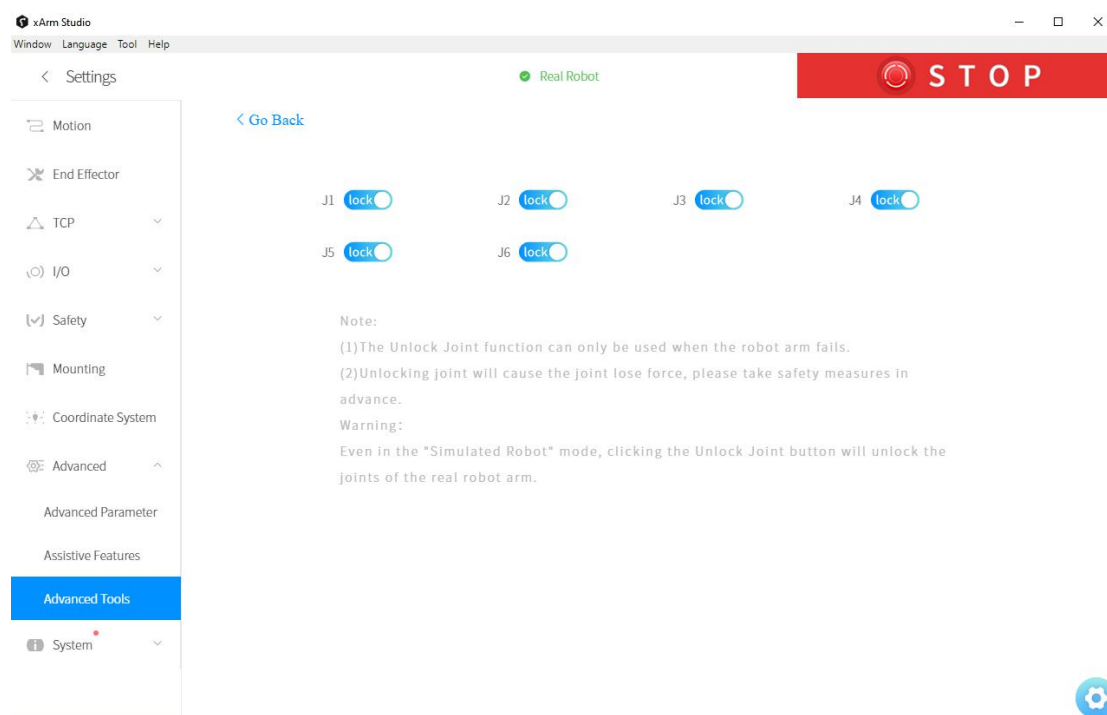 xArm Studio
Window Language Tool Help
Settings
Real Robot
STOP
Motion
End Effector
TCP
I/O
Safety
Mounting
Coordinate System
Advanced
Advanced Parameter
Assistive Features
Advanced Tools
System
Go Back
J1 lock J2 lock J3 lock J4 lock
J5 lock J6 lock
Note:
(1)The Unlock Joint function can only be used when the robot arm fails.
(2)Unlocking joint will cause the joint lose force, please take safety measures in
advance.
Warning:
Even in the "Simulated Robot" mode, clicking the Unlock Joint button will unlock the
joints of the real robot arm.